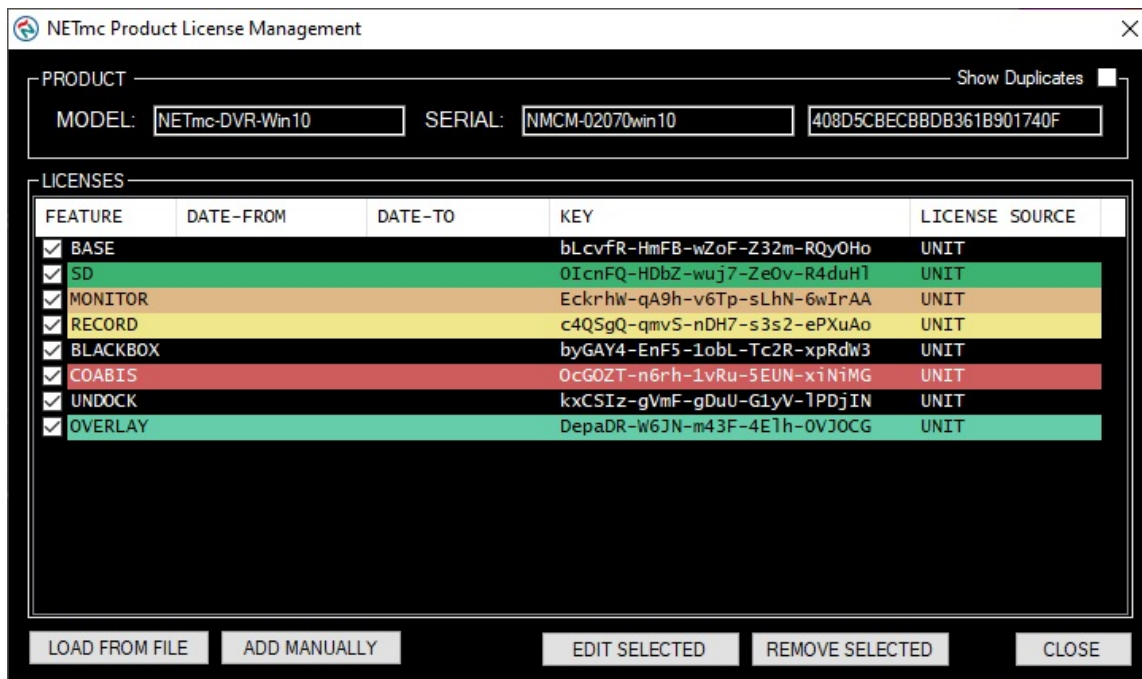 NETmc Product License Management
PRODUCT Show Duplicates
MODEL: NETmc-DVR-Win10 SERIAL: NMCM-02070win10 408D5CBECBBDB361B901740F
LICENSES
FEATURE DATE-FROM DATE-TO KEY LICENSE SOURCE
BASE bLcvfR-HmFB-wZoF-Z32m-RQyOHo UNIT
SD 0IcnFQ-HDbZ-wuj7-ZeOv-R4duHl UNIT
MONITOR EckrhW-qA9h-v6Tp-sLhN-6wIrAA UNIT
RECORD c4QSgQ-qmvS-nDH7-s3s2-ePXuAo UNIT
BLACKBOX byGAY4-EnF5-1obL-Tc2R-xpRdW3 UNIT
COABIS OcGOZT-n6rh-1vRu-5EUN-xiNiMG UNIT
UNDOCK kxCSIz-gVmF-gDuU-G1yV-lPDjIN UNIT
OVERLAY DepaDR-W6JN-m43F-4Elh-OVJOCG UNIT
LOAD FROM FILE ADD MANUALLY EDIT SELECTED REMOVE SELECTED CLOSE